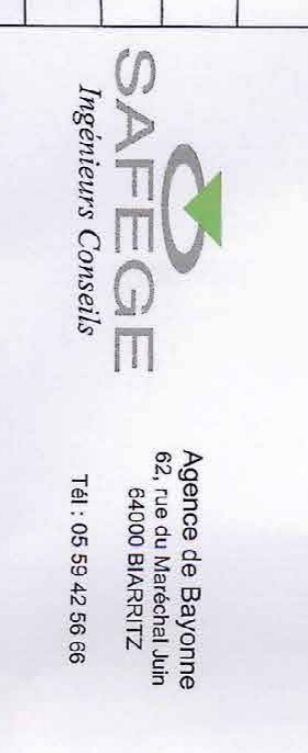 SAFEGE
Ingénieurs Conseils
Agence de Bayonne
62, rue du Maréchal Juin
64000 BIARRITZ
Tél : 05 59 42 56 66